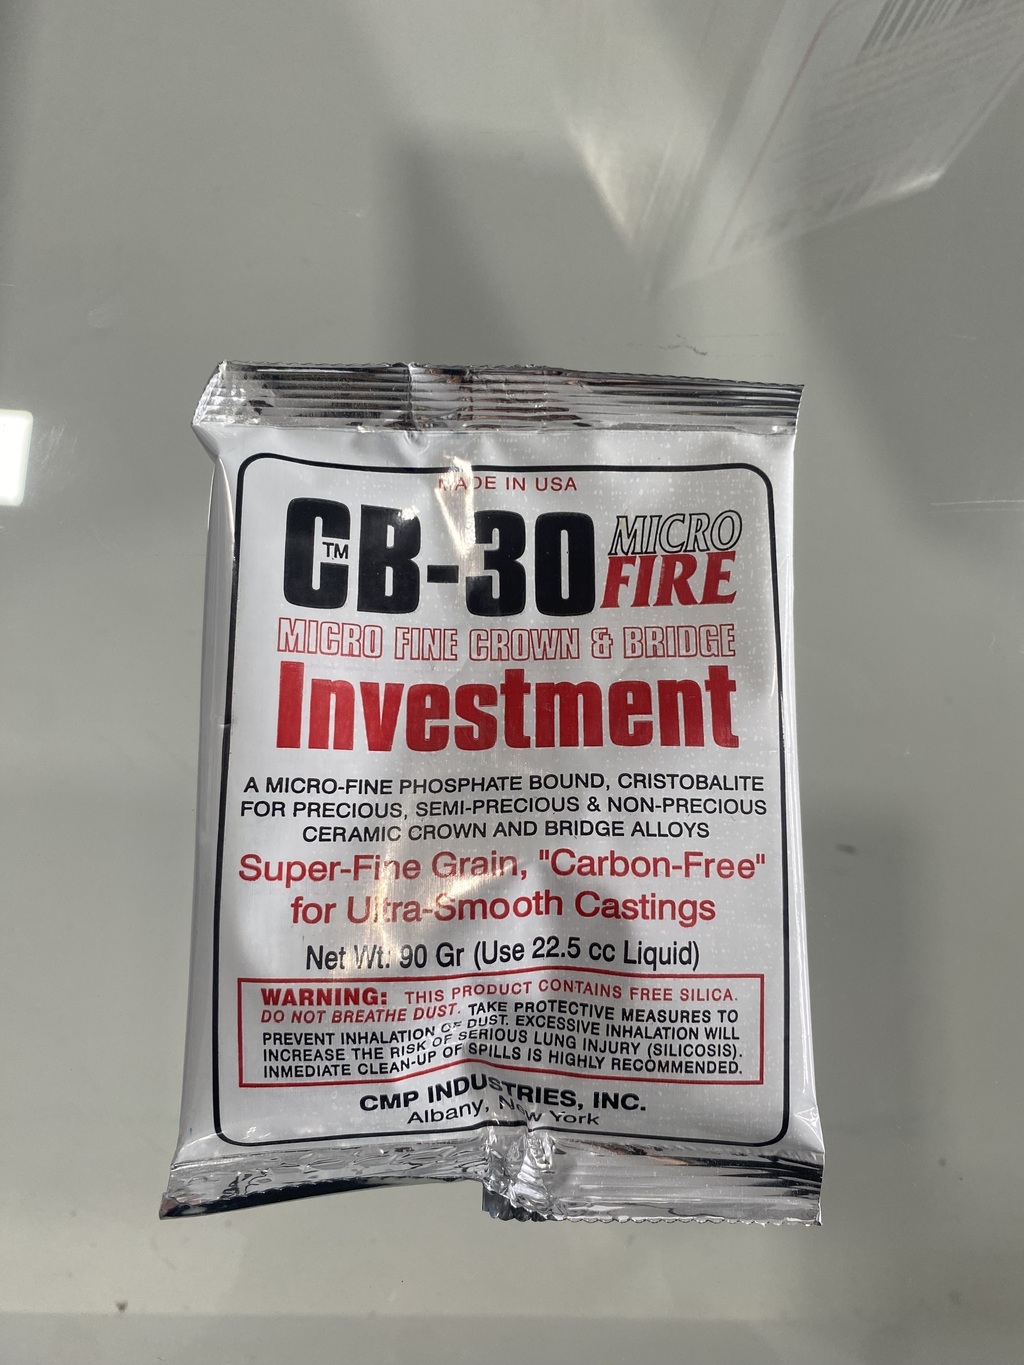 MADE IN USA
CB-30™ MICRO
FIRE
MICRO FINE CROWN & BRIDGE
Investment
A MICRO-FINE PHOSPHATE BOUND, CRISTOBALITE
FOR PRECIOUS, SEMI-PRECIOUS & NON-PRECIOUS
CERAMIC CROWN AND BRIDGE ALLOYS
Super-Fine Grain, "Carbon-Free"
for Ultra-Smooth Castings
Net Wt. 90 Gr (Use 22.5 cc Liquid)
WARNING: THIS PRODUCT CONTAINS FREE SILICA.
DO NOT BREATHE DUST. TAKE PROTECTIVE MEASURES TO
PREVENT INHALATION OF DUST. EXCESSIVE INHALATION WILL
INCREASE THE RISK OF SERIOUS LUNG INJURY (SILICOSIS).
INMEDIATE CLEAN-UP OF SPILLS IS HIGHLY RECOMMENDED.
CMP INDUSTRIES, INC.
Albany, New York